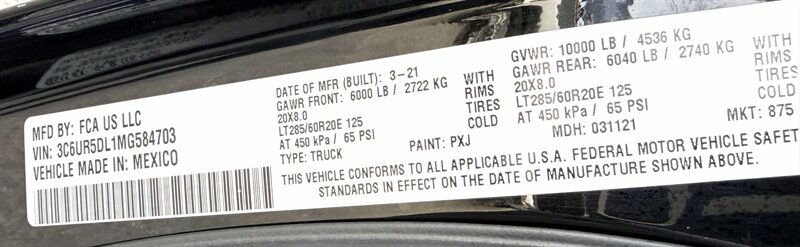 MFD BY: FCA US LLC
VIN: 3C6UR5DL1MG584703
VEHICLE MADE IN: MEXICO
DATE OF MFR (BUILT): 3-21
GAWR FRONT: 6000 LB / 2722 KG WITH
20X8.0 RIMS
LT285/60R20E 125 TIRES
AT 450 kPa / 65 PSI COLD
TYPE: TRUCK PAINT: PXJ
GVWR: 10000 LB / 4536 KG
GAWR REAR: 6040 LB / 2740 KG WITH
20X8.0 RIMS
LT285/60R20E 125 TIRES
AT 450 kPa / 65 PSI COLD
MDH: 031121 MKT: 875
THIS VEHICLE CONFORMS TO ALL APPLICABLE U.S.A. FEDERAL MOTOR VEHICLE SAFET
STANDARDS IN EFFECT ON THE DATE OF MANUFACTURE SHOWN ABOVE.